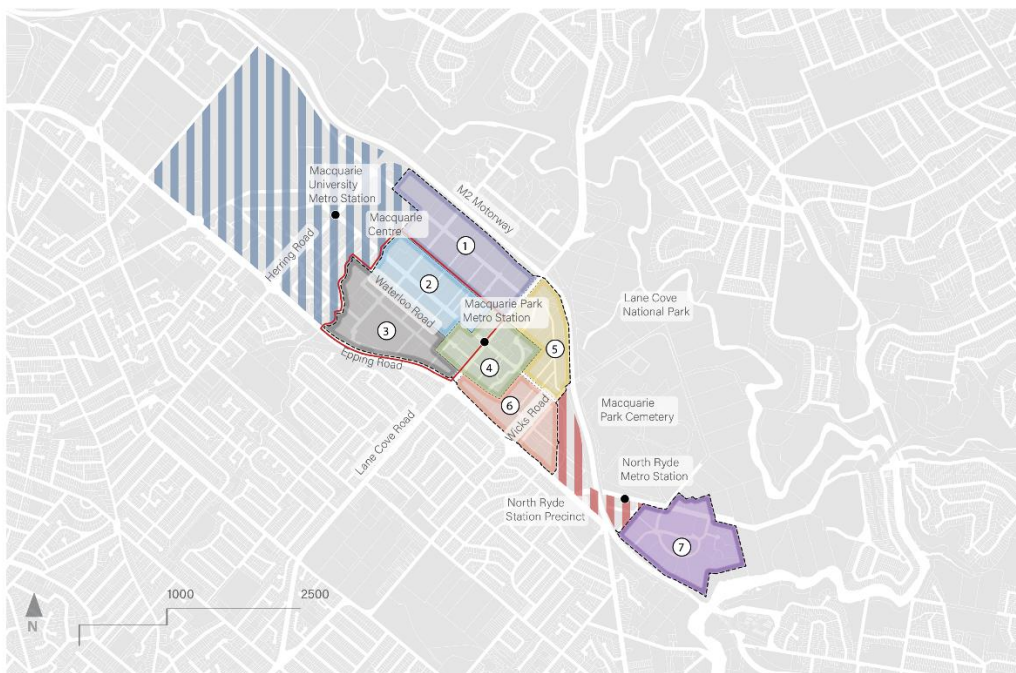 Macquarie
University
Metro Station
Macquarie
Centre
M2 Motorway
Herring Road
1
2
Waterloo Road
Macquarie Park
Metro Station
Lane Cove
National Park
3
Epping Road
4
5
6
Wicks Road
Macquarie
Park Cemetery
Lane Cove Road
North Ryde
Metro Station
North Ryde
Station Precinct
7
1000
2500
N